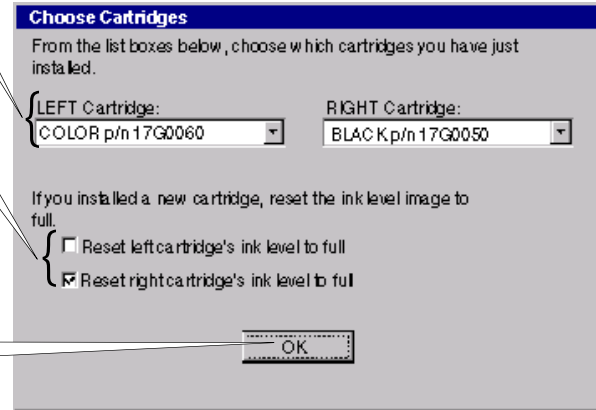 Choose Cartridges
From the list boxes below, choose which cartridges you have just
installed.
LEFT Cartridge:
RIGHT Cartridge:
COLOR p/n 17G0060
BLACK p/n 17G0050
If you installed a new cartridge, reset the ink level image to
full.
Reset left cartridge's ink level to full
Reset right cartridge's ink level to full
OK